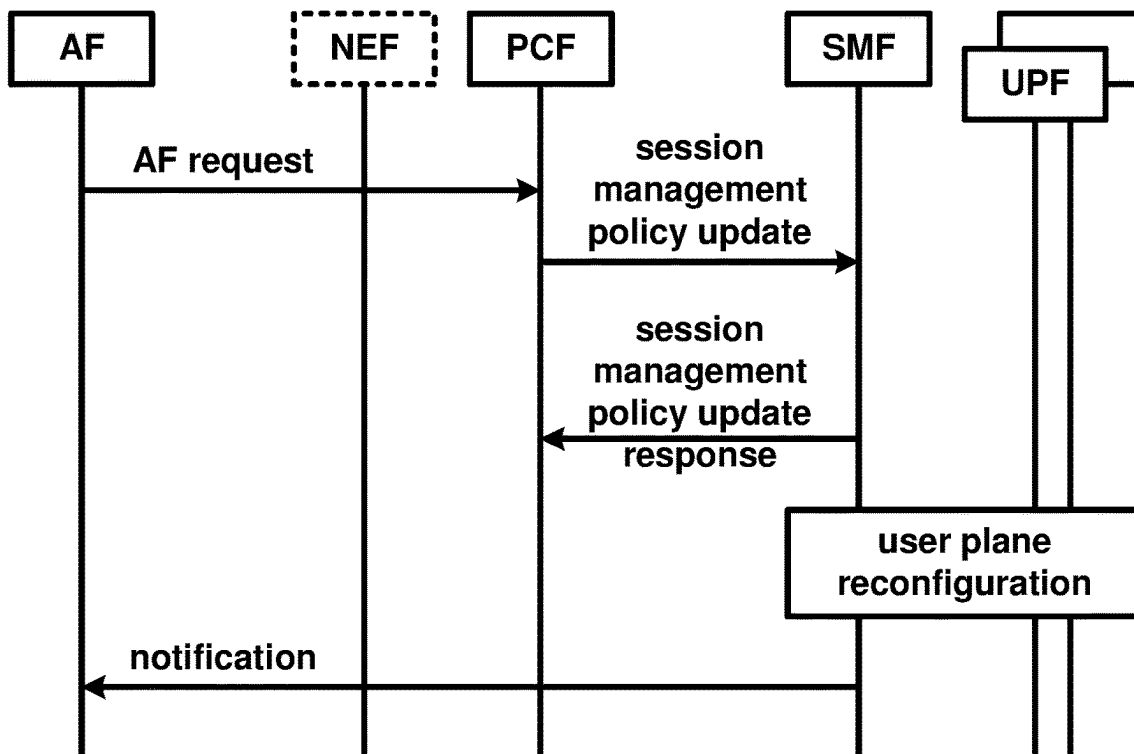 AF
NEF
PCF
SMF
UPF
AF request
session
management
policy update
session
management
policy update
response
user plane
reconfiguration
notification